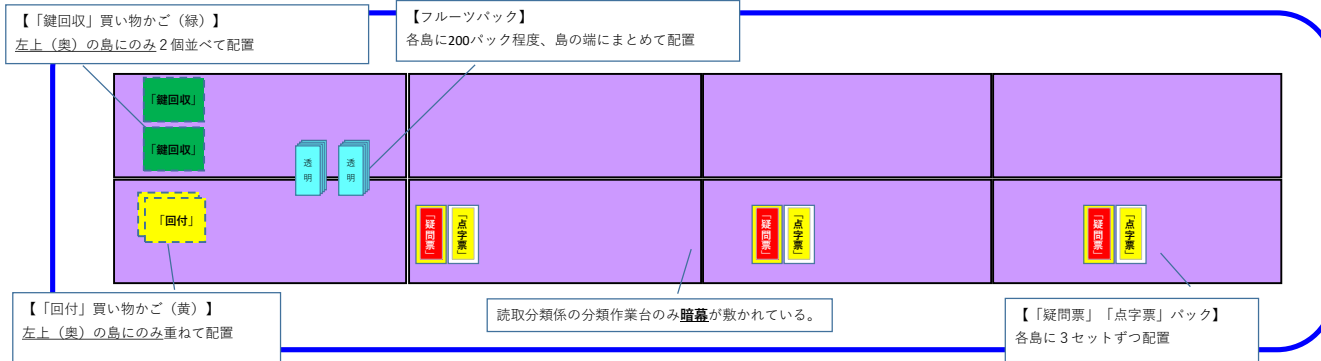 【「鍵回収」買い物かご（緑）】
左上（奥）の島にのみ２個並べて配置
【フルーツパック】
各島に200パック程度、島の端にまとめて配置
「鍵回収」
「鍵回収」
透明
透明
「回付」
「疑問票」
「点字票」
「疑問票」
「点字票」
「疑問票」
「点字票」
【「回付」買い物かご（黄）】
左上（奥）の島にのみ重ねて配置
読取分類係の分類作業台のみ暗幕が敷かれている。
【「疑問票」「点字票」パック】
各島に３セットずつ配置